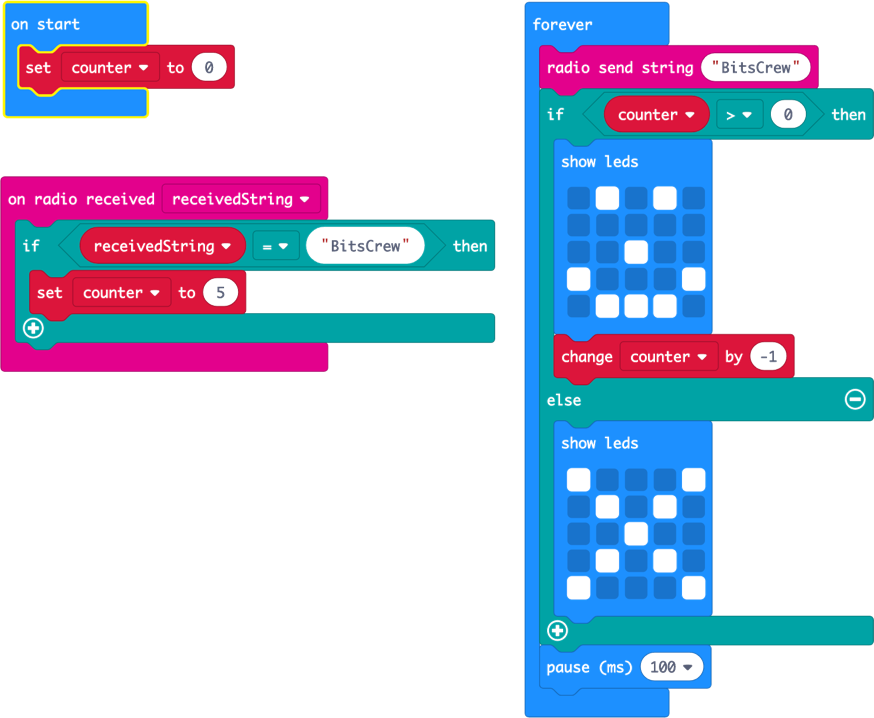 on start
set counter to 0
on radio received receivedString
if receivedString = "BitsCrew" then
set counter to 5
forever
radio send string "BitsCrew"
if counter > 0 then
show leds
change counter by -1
else
show leds
pause (ms) 100